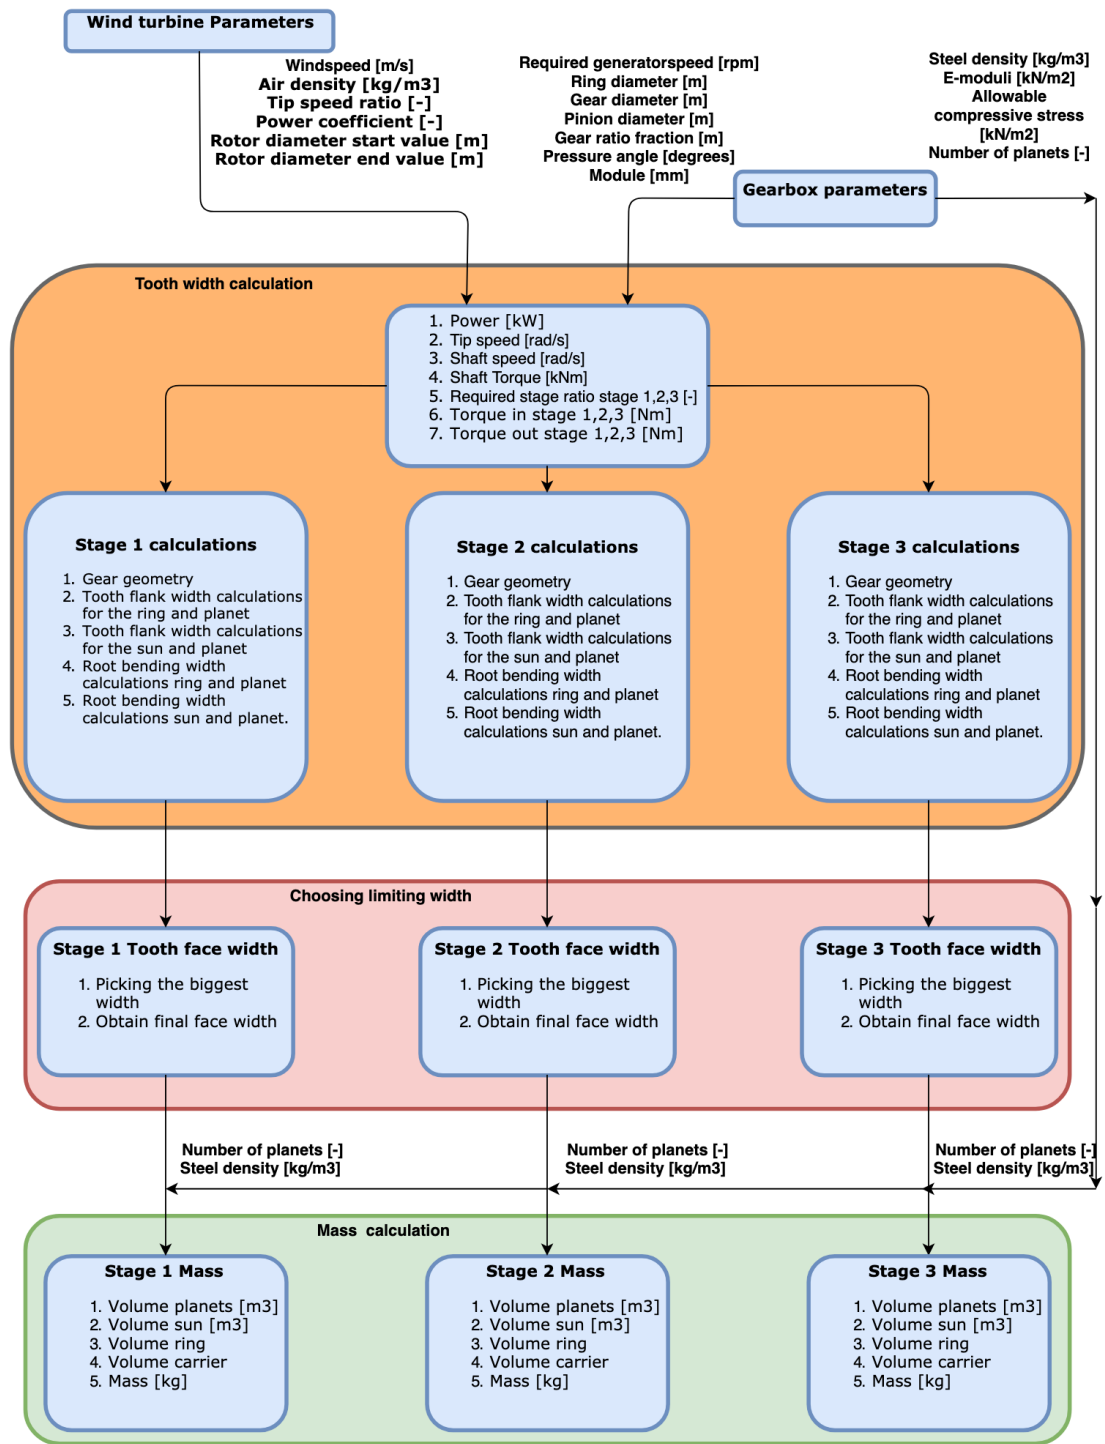 Wind turbine Parameters
Windspeed [m/s]
Air density [kg/m3]
Tip speed ratio [-]
Power coefficient [-]
Rotor diameter start value [m]
Rotor diameter end value [m]
Required generatorspeed [rpm]
Ring diameter [m]
Gear diameter [m]
Pinion diameter [m]
Gear ratio fraction [m]
Pressure angle [degrees]
Module [mm]
Steel density [kg/m3]
E-moduli [kN/m2]
Allowable
compressive stress
[kN/m2]
Number of planets [-]
Gearbox parameters
Tooth width calculation
1. Power [kW]
2. Tip speed [rad/s]
3. Shaft speed [rad/s]
4. Shaft Torque [kNm]
5. Required stage ratio stage 1,2,3 [-]
6. Torque in stage 1,2,3 [Nm]
7. Torque out stage 1,2,3 [Nm]
Stage 1 calculations
1. Gear geometry
2. Tooth flank width calculations
for the ring and planet
3. Tooth flank width calculations
for the sun and planet
4. Root bending width
calculations ring and planet
5. Root bending width
calculations sun and planet.
Stage 2 calculations
1. Gear geometry
2. Tooth flank width calculations
for the ring and planet
3. Tooth flank width calculations
for the sun and planet
4. Root bending width
calculations ring and planet
5. Root bending width
calculations sun and planet.
Stage 3 calculations
1. Gear geometry
2. Tooth flank width calculations
for the ring and planet
3. Tooth flank width calculations
for the sun and planet
4. Root bending width
calculations ring and planet
5. Root bending width
calculations sun and planet.
Choosing limiting width
Stage 1 Tooth face width
1. Picking the biggest
width
2. Obtain final face width
Stage 2 Tooth face width
1. Picking the biggest
width
2. Obtain final face width
Stage 3 Tooth face width
1. Picking the biggest
width
2. Obtain final face width
Number of planets [-]
Steel density [kg/m3]
Number of planets [-]
Steel density [kg/m3]
Number of planets [-]
Steel density [kg/m3]
Mass calculation
Stage 1 Mass
1. Volume planets [m3]
2. Volume sun [m3]
3. Volume ring
4. Volume carrier
5. Mass [kg]
Stage 2 Mass
1. Volume planets [m3]
2. Volume sun [m3]
3. Volume ring
4. Volume carrier
5. Mass [kg]
Stage 3 Mass
1. Volume planets [m3]
2. Volume sun [m3]
3. Volume ring
4. Volume carrier
5. Mass [kg]